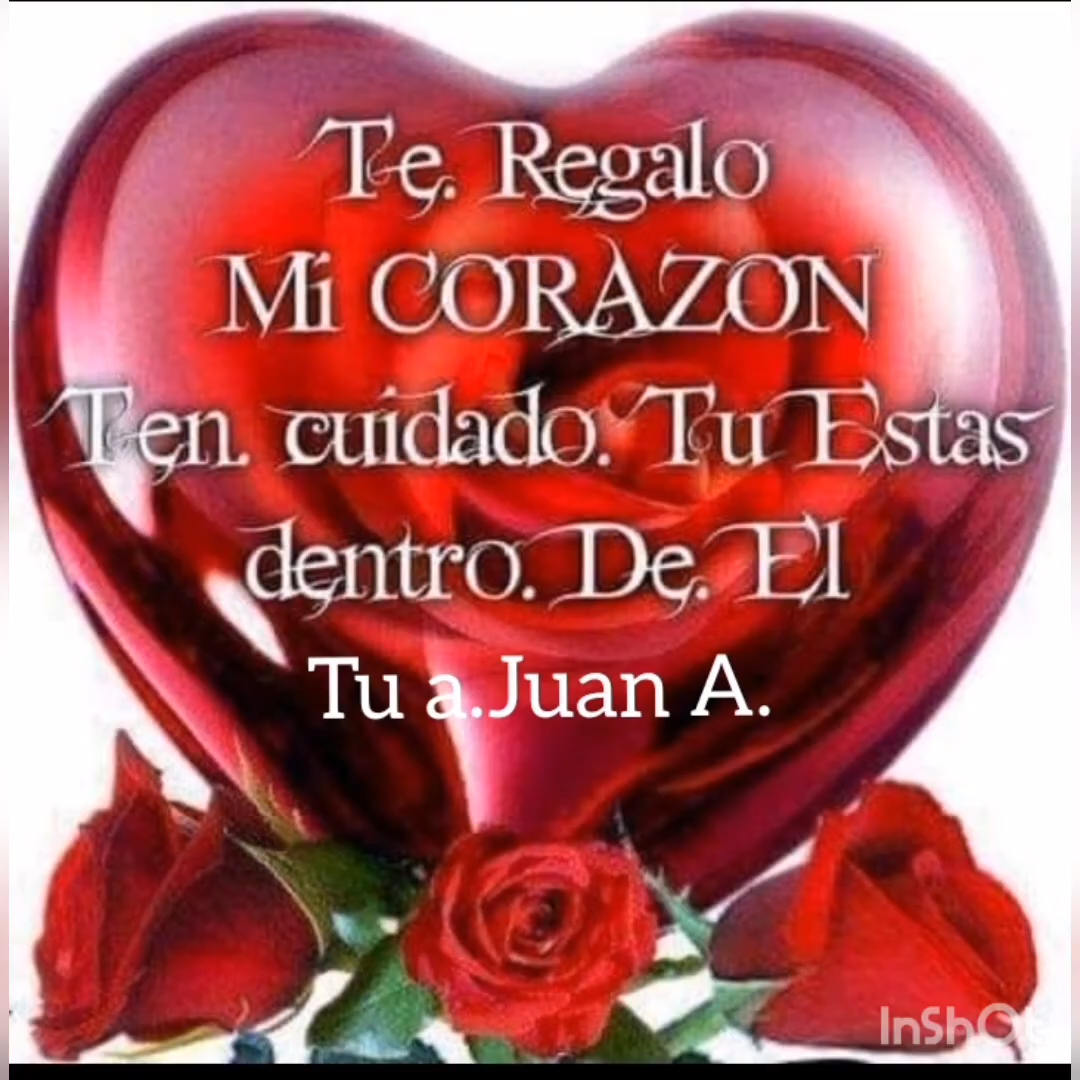 Te. Regalo
Mi CORAZON
Ten. cuidado. Tu Estas
dentro. De. El
Tu a.Juan A.
InShOt